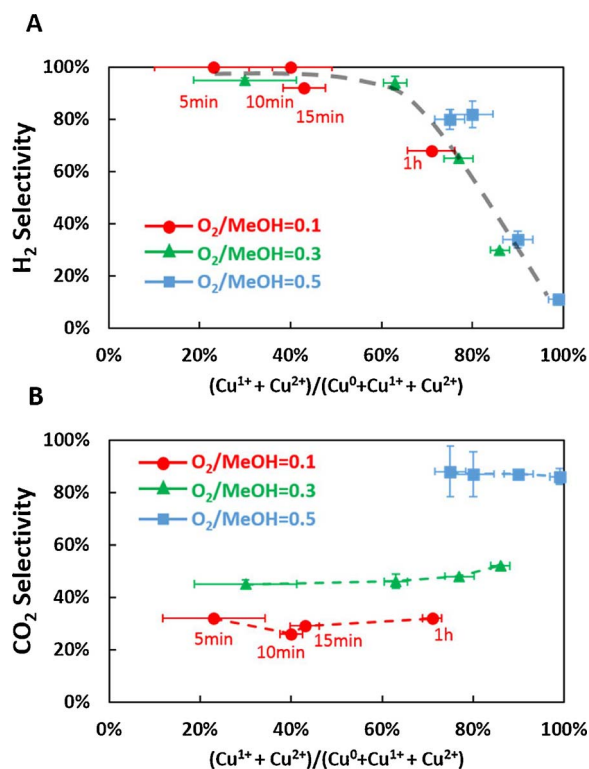 A
100%
80%
60%
40%
20%
0%
H₂ Selectivity
5min
10min
15min
1h
O₂/MeOH=0.1
O₂/MeOH=0.3
O₂/MeOH=0.5
0% 20% 40% 60% 80% 100%
(Cu¹⁺ + Cu²⁺)/(Cu⁰+Cu¹⁺ + Cu²⁺)
B
100%
80%
60%
40%
20%
0%
CO₂ Selectivity
O₂/MeOH=0.1
O₂/MeOH=0.3
O₂/MeOH=0.5
5min
10min
15min
1h
0% 20% 40% 60% 80% 100%
(Cu¹⁺ + Cu²⁺)/(Cu⁰+Cu¹⁺ + Cu²⁺)